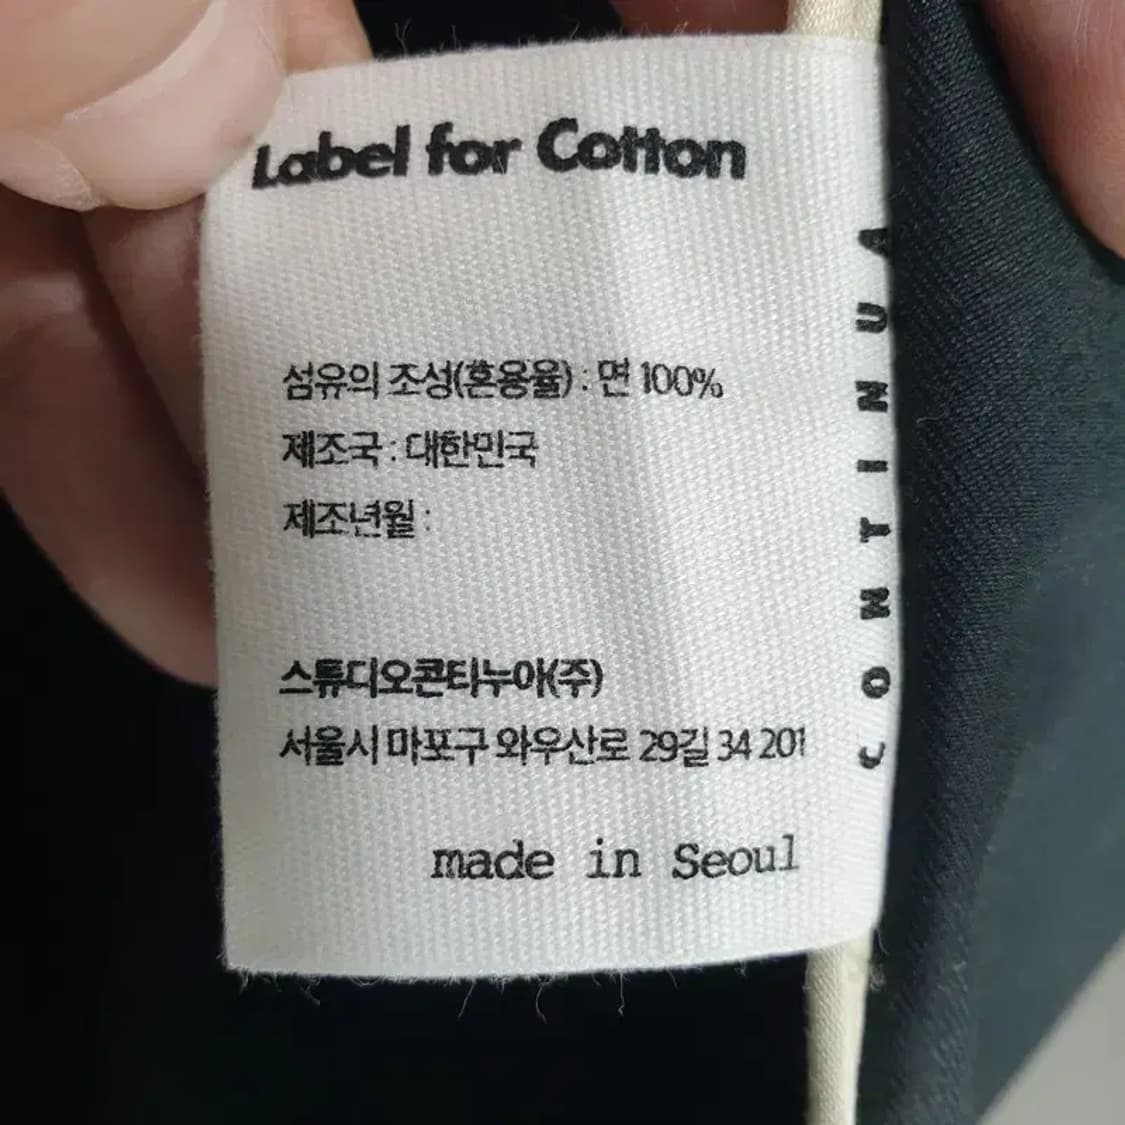 Label for Cotton
섬유의 조성(혼용율) : 면 100%
제조국 : 대한민국
제조년월 :
스튜디오콘티누아(주)
서울시 마포구 와우산로 29길 34 201
made in Seoul
CONTINUA